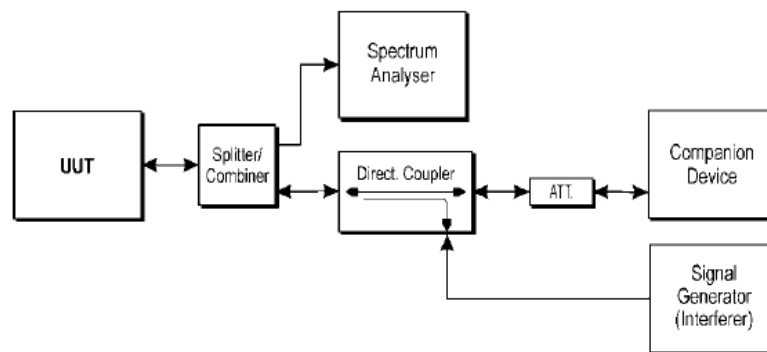 Spectrum
Analyser
UUT
Splitter/
Combiner
Direct. Coupler
ATT.
Companion
Device
Signal
Generator
(Interferer)